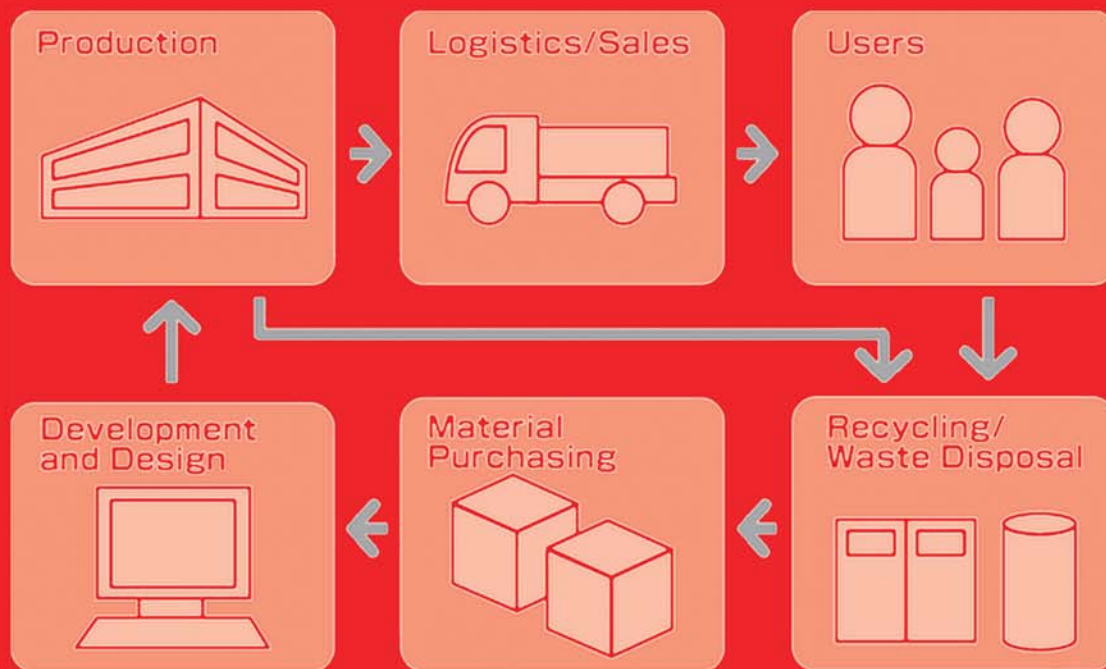 Production
Logistics/Sales
Users
Development
and Design
Material
Purchasing
Recycling/
Waste Disposal